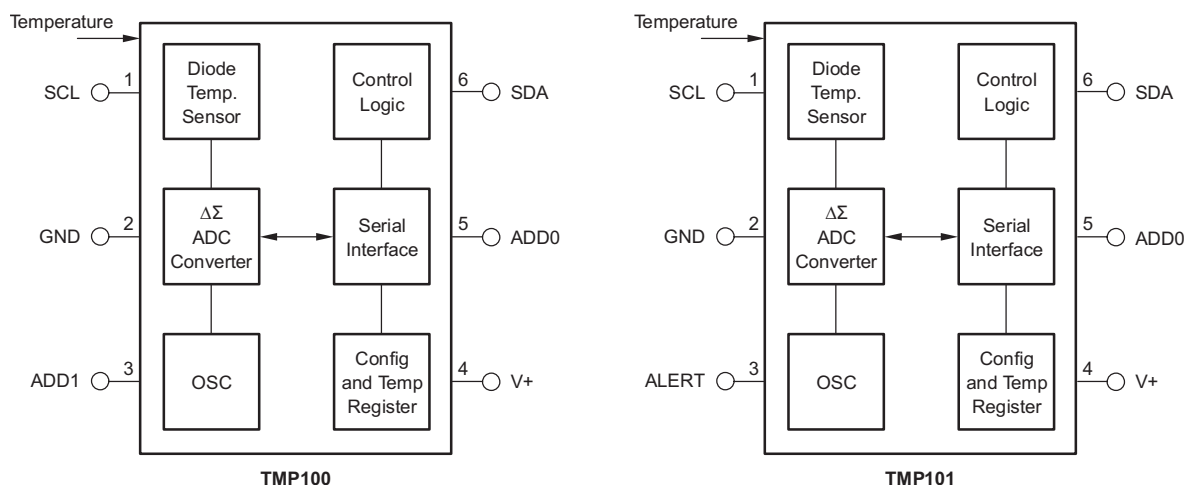 Temperature
SCL
1
Diode
Temp.
Sensor
Control
Logic
6
SDA
GND
2
ΔΣ
ADC
Converter
Serial
Interface
5
ADD0
ADD1
3
OSC
Config
and Temp
Register
4
V+
TMP100
Temperature
SCL
1
Diode
Temp.
Sensor
Control
Logic
6
SDA
GND
2
ΔΣ
ADC
Converter
Serial
Interface
5
ADD0
ALERT
3
OSC
Config
and Temp
Register
4
V+
TMP101